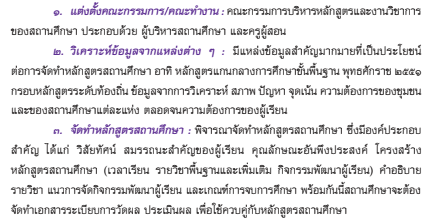 ๑. แต่งตั้งคณะกรรมการ/คณะทำงาน : คณะกรรมการบริหารหลักสูตรและงานวิชาการ
ของสถานศึกษา ประกอบด้วย ผู้บริหารสถานศึกษา และครูผู้สอน
๒. วิเคราะห์ข้อมูลจากแหล่งต่าง ๆ : มีแหล่งข้อมูลสำคัญมากมายที่เป็นประโยชน์
ต่อการจัดทำหลักสูตรสถานศึกษา อาทิ หลักสูตรแกนกลางการศึกษาขั้นพื้นฐาน พุทธศักราช ๒๕๕๑
กรอบหลักสูตรระดับท้องถิ่น ข้อมูลจากการวิเคราะห์ สภาพ ปัญหา จุดเน้น ความต้องการของชุมชน
และของสถานศึกษาแต่ละแห่ง ตลอดจนความต้องการของผู้เรียน
๓. จัดทำหลักสูตรสถานศึกษา : พิจารณาจัดทำหลักสูตรสถานศึกษา ซึ่งมีองค์ประกอบ
สำคัญ ได้แก่ วิสัยทัศน์ สมรรถนะสำคัญของผู้เรียน คุณลักษณะอันพึงประสงค์ โครงสร้าง
หลักสูตรสถานศึกษา (เวลาเรียน รายวิชาพื้นฐานและเพิ่มเติม กิจกรรมพัฒนาผู้เรียน) คำอธิบาย
รายวิชา แนวการจัดกิจกรรมพัฒนาผู้เรียน และเกณฑ์การจบการศึกษา พร้อมกันนี้สถานศึกษาจะต้อง
จัดทำเอกสารระเบียบการวัดผล ประเมินผล เพื่อใช้ควบคู่กับหลักสูตรสถานศึกษา